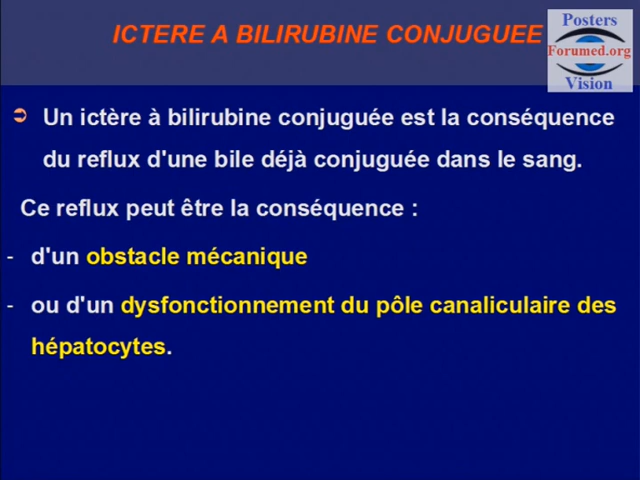 ICTERE A BILIRUBINE CONJUGUEE
Posters
Forumed.org
Vision
Un ictère à bilirubine conjuguée est la conséquence
du reflux d'une bile déjà conjuguée dans le sang.
Ce reflux peut être la conséquence :
- d'un obstacle mécanique
- ou d'un dysfonctionnement du pôle canaliculaire des
hépatocytes.